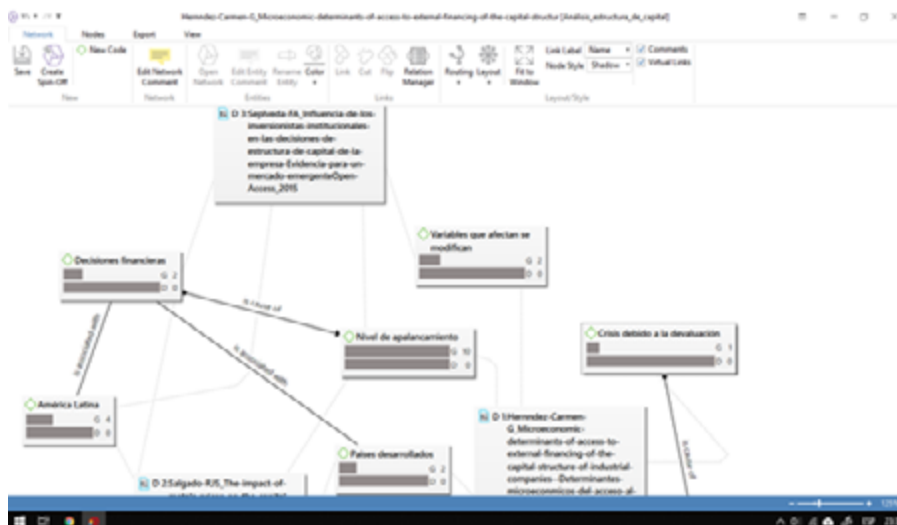 Hernndez-Carmen-G_Microeconomic-determinants-of-access-to-external-financing-of-the-capital-structur [Análisis_estructura_de_capital]
Network Nodes Export View
New Code
Save
Create Spin-Off
Edit Network Comment
Open Network
Edit Entity Comment
Rename Entity
Color
Link
Cut
Flip
Relation Manager
Routing
Layout
Fit to Window
Link Label Name
Node Style Shadow
Comments
Virtual Links
New
Network
Entities
Links
Layout/Style
D 3:Seplveda-FA_Influencia-de-los-
inversionistas-institucionales-
en-las-decisiones-de-
estructura-de-capital-de-la-
empresa-Evidencia-para-un-
mercado-emergenteOpen-
Access_2015
Variables que afectan se
modifican
G 2
D 0
Decisiones financieras
G 2
D 0
is cause of
is associated with
is associated with
Nivel de apalancamiento
G 10
D 0
Crisis debido a la devaluación
G 1
D 0
is cause of
América Latina
G 4
D 0
Países desarrollados
G 2
D 0
D 1:Hernndez-Carmen-
G_Microeconomic-
determinants-of-access-to-
external-financing-of-the-
capital-structure-of-industrial-
companies--Determinantes-
microeconmicos-del-acceso-al-
D 2:Salgado-RJS_The-impact-of-